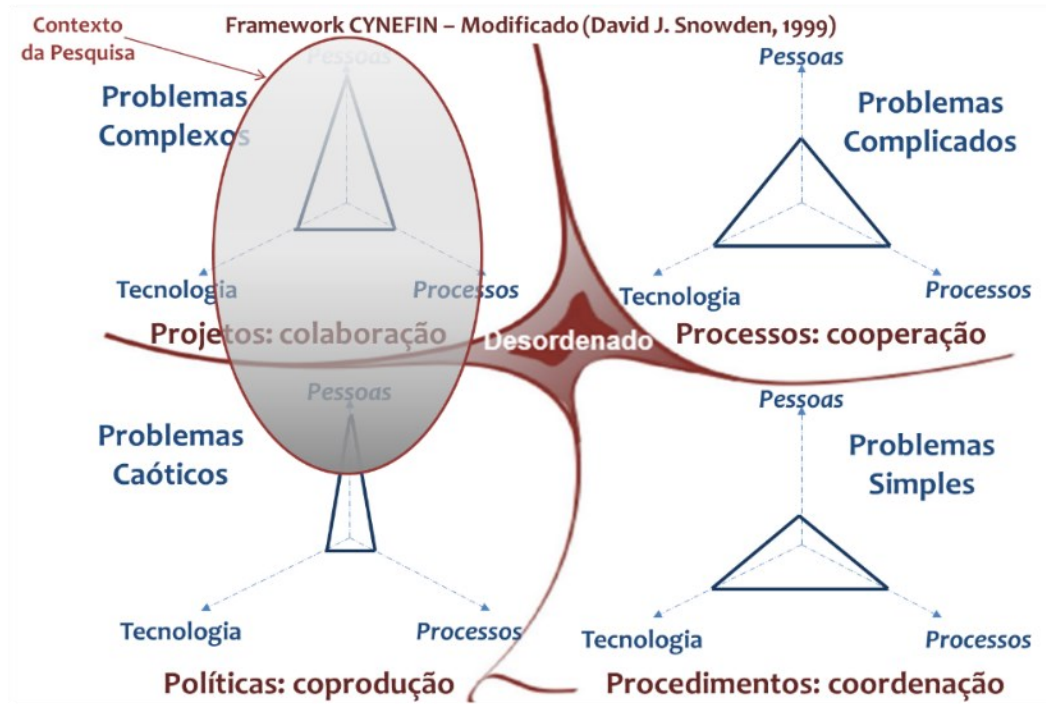 Contexto
da Pesquisa
Framework CYNEFIN – Modificado (David J. Snowden, 1999)
Pessoas
Problemas
Complexos
Tecnologia
Processos
Projetos: colaboração
Pessoas
Problemas
Complicados
Tecnologia
Processos
Processos: cooperação
Desordenado
Pessoas
Problemas
Caóticos
Tecnologia
Processos
Políticas: coprodução
Pessoas
Problemas
Simples
Tecnologia
Processos
Procedimentos: coordenação